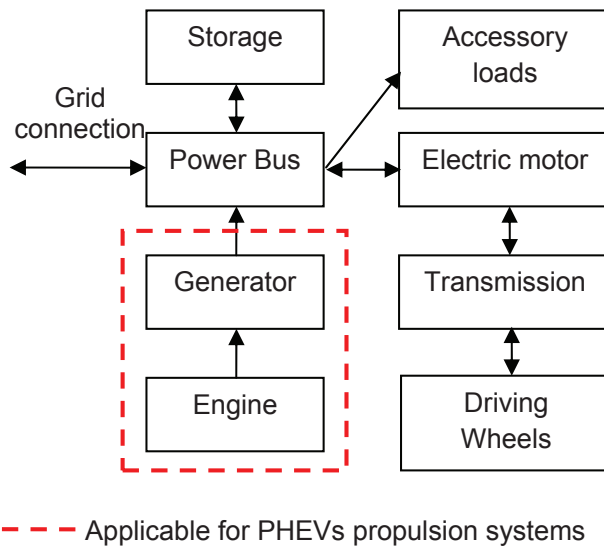 Storage
Accessory
loads
Grid
connection
Power Bus
Electric motor
Generator
Transmission
Engine
Driving
Wheels
Applicable for PHEVs propulsion systems